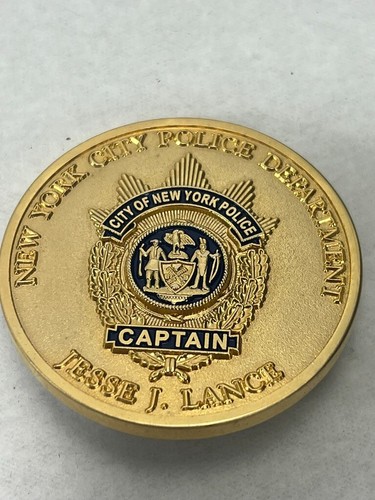 NEW YORK CITY POLICE DEPARTMENT
CITY OF NEW YORK POLICE
CAPTAIN
JESSE J. LANCE